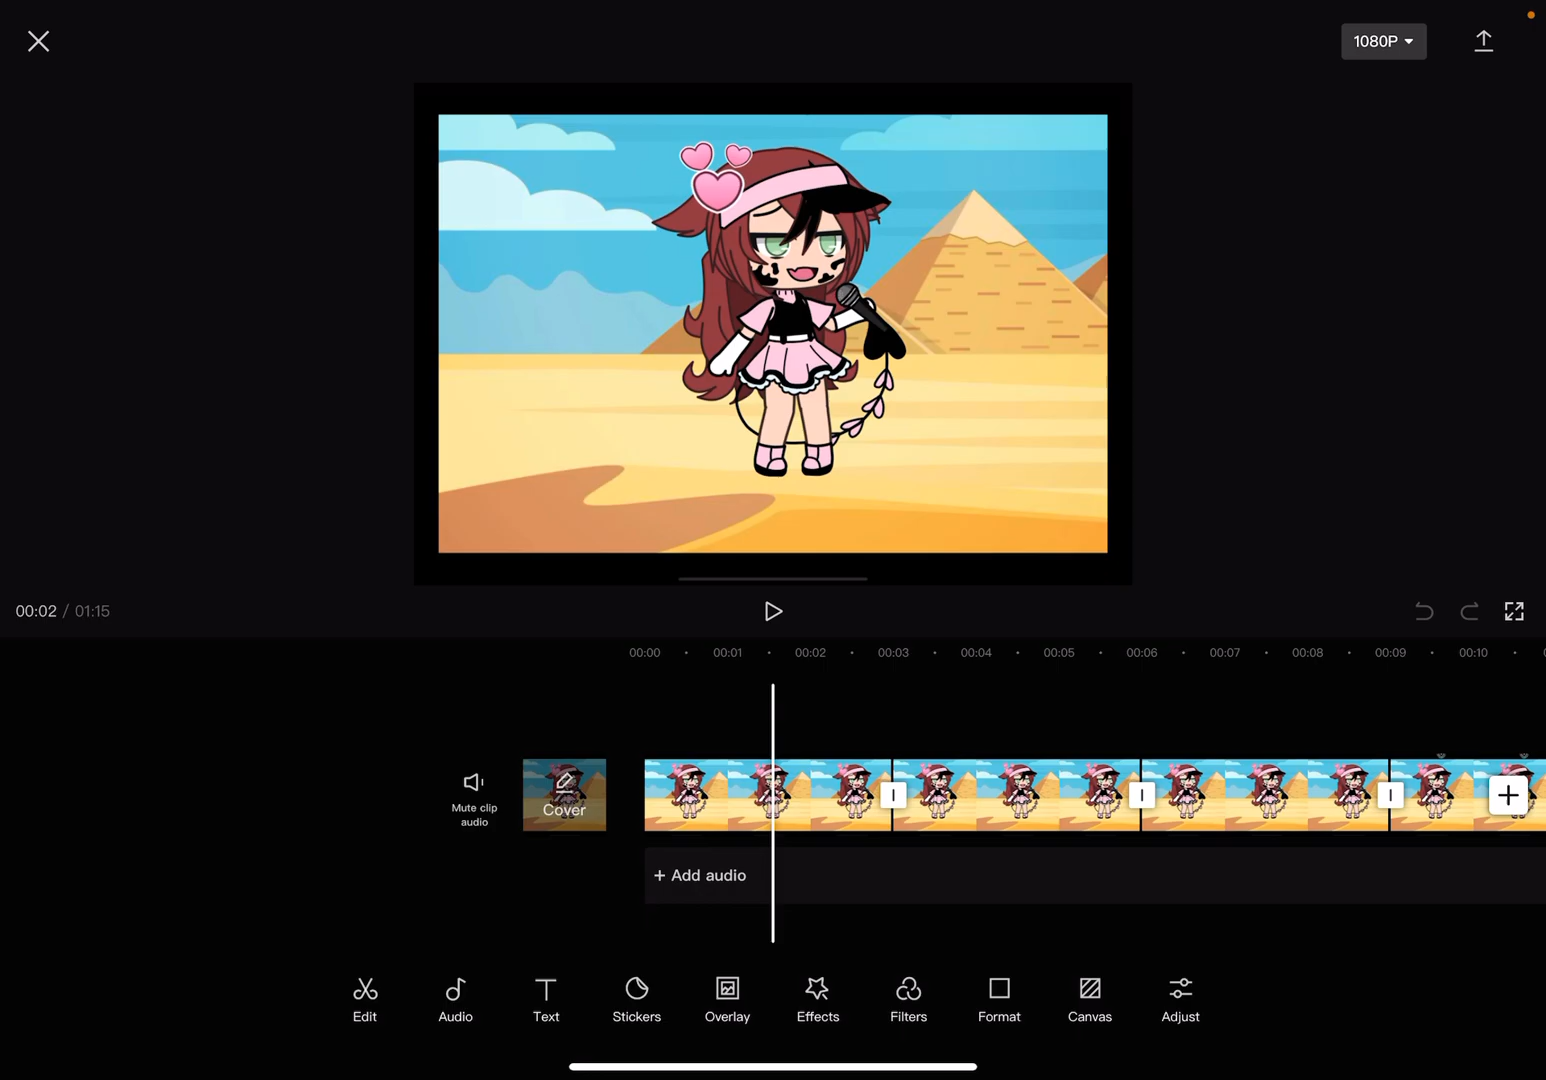 1080P
00:02 / 01:15
00:00 00:01 00:02 00:03 00:04 00:05 00:06 00:07 00:08 00:09 00:10
Mute clip
audio
Cover
+ Add audio
Edit Audio Text Stickers Overlay Effects Filters Format Canvas Adjust